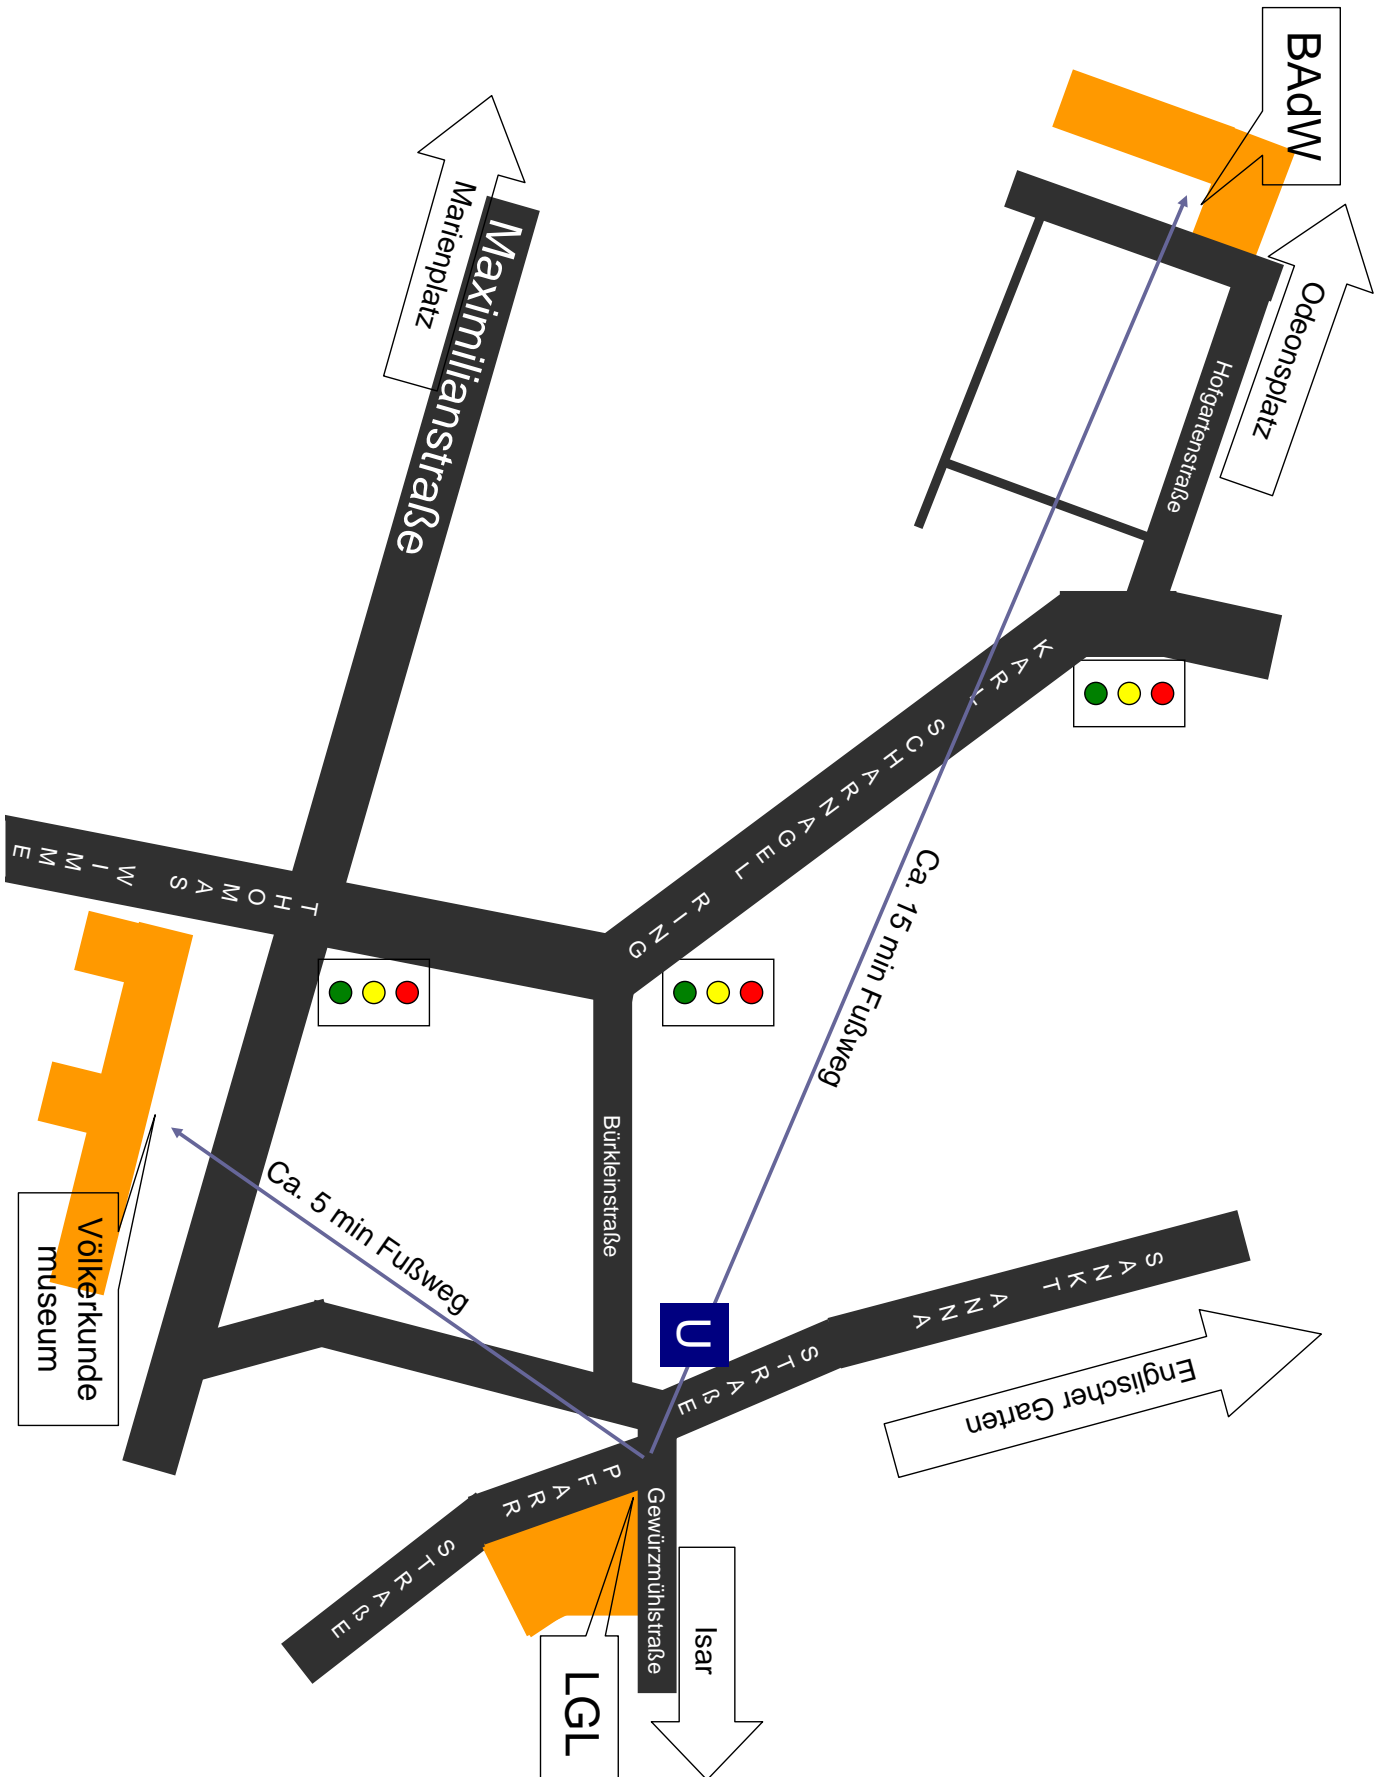 BAdW
Odeonsplatz
Hofgartenstraße
Marienplatz
Maximilianstraße
KARL SCHARNAGEL RING
Ca. 15 min Fußweg
THOMAS WIMME
Bürkleinstraße
Ca. 5 min Fußweg
Völkerkunde
museum
U
SANKT ANNA STRAßE
Englischer Garten
PFARR STRAßE
Gewürzmühlstraße
Isar
LGL